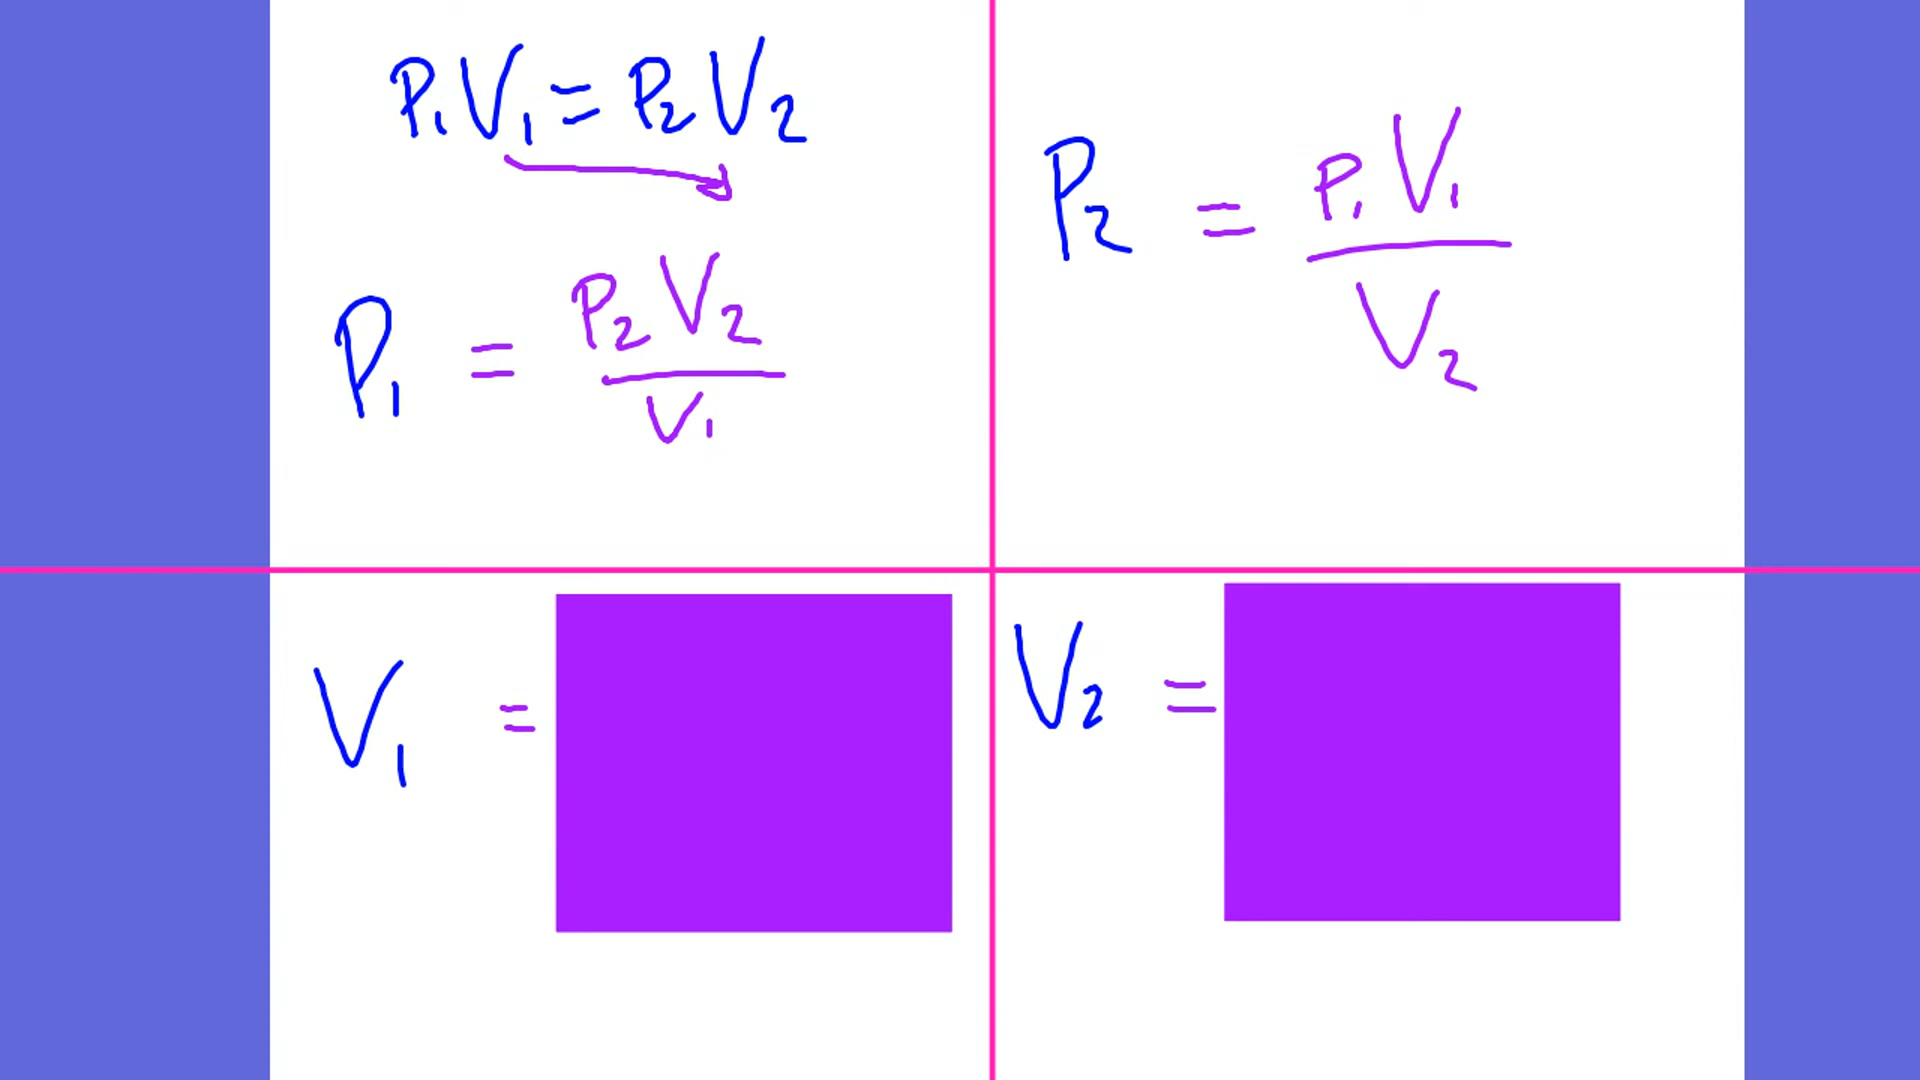 P₁V₁ = P₂V₂
P₁ = P₂V₂ / V₁
P₂ = P₁V₁ / V₂
V₁ =
V₂ =